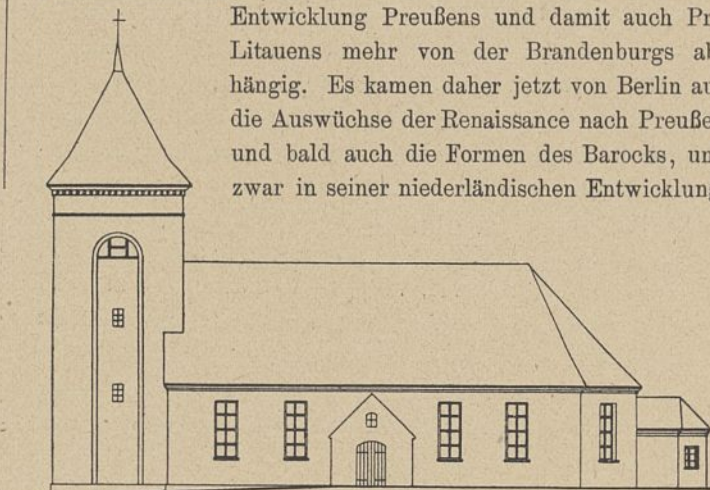 Entwicklung Preußens und damit auch Pr
Litauens mehr von der Brandenburgs ab
hängig. Es kamen daher jetzt von Berlin au
die Auswüchse der Renaissance nach Preuße
und bald auch die Formen des Barocks, un
zwar in seiner niederländischen Entwicklung